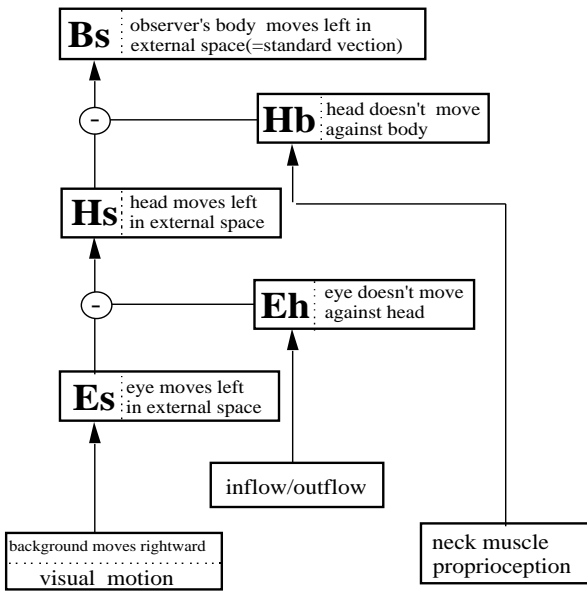 Bs
observer's body moves left in
external space(=standard vection)
-
Hb
head doesn't move
against body
Hs
head moves left
in external space
-
Eh
eye doesn't move
against head
Es
eye moves left
in external space
inflow/outflow
background moves rightward
visual motion
neck muscle
proprioception